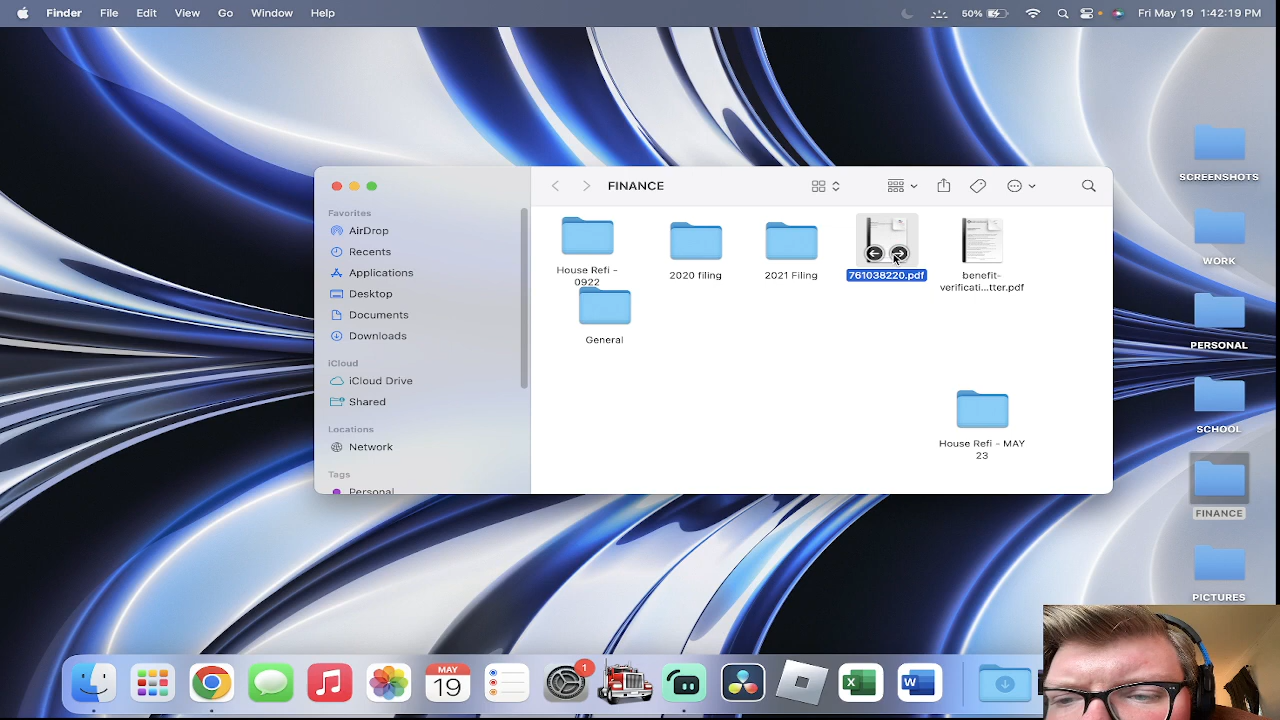 Finder File Edit View Go Window Help 50% Fri May 19 1:42:19 PM
FINANCE
Favorites
AirDrop
Recents
Applications
Desktop
Documents
Downloads
iCloud
iCloud Drive
Shared
Locations
Network
Tags
Personal
House Refi -
0922
2020 filing
2021 Filing
761038220.pdf
benefit-
verificati...tter.pdf
General
House Refi - MAY
23
SCREENSHOTS
WORK
PERSONAL
SCHOOL
FINANCE
PICTURES
MAY
19
1
X
W